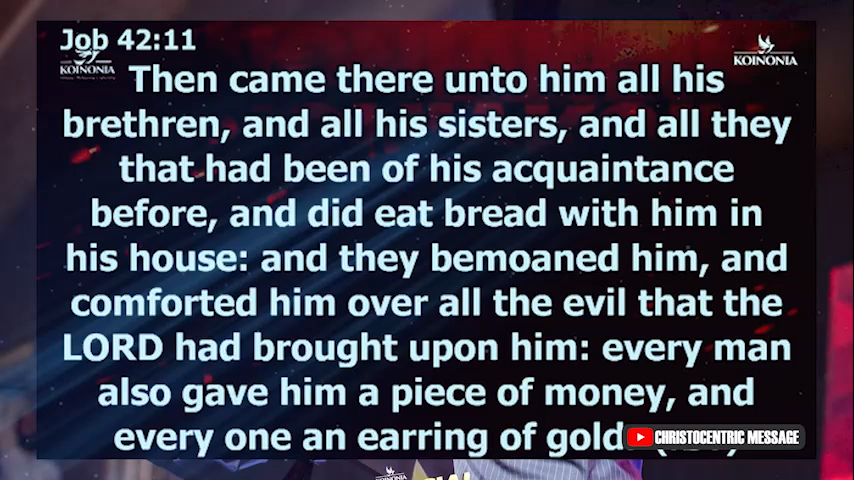 Job 42:11
KOINONIA
KOINONIA
Then came there unto him all his
brethren, and all his sisters, and all they
that had been of his acquaintance
before, and did eat bread with him in
his house: and they bemoaned him, and
comforted him over all the evil that the
LORD had brought upon him: every man
also gave him a piece of money, and
every one an earring of gold
CHRISTOCENTRIC MESSAGE
KOINONIA